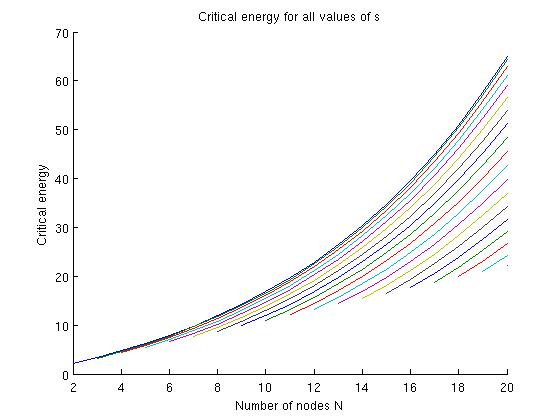 Critical energy for all values of s
70
60
50
40
30
20
10
0
Critical energy
2 4 6 8 10 12 14 16 18 20
Number of nodes N